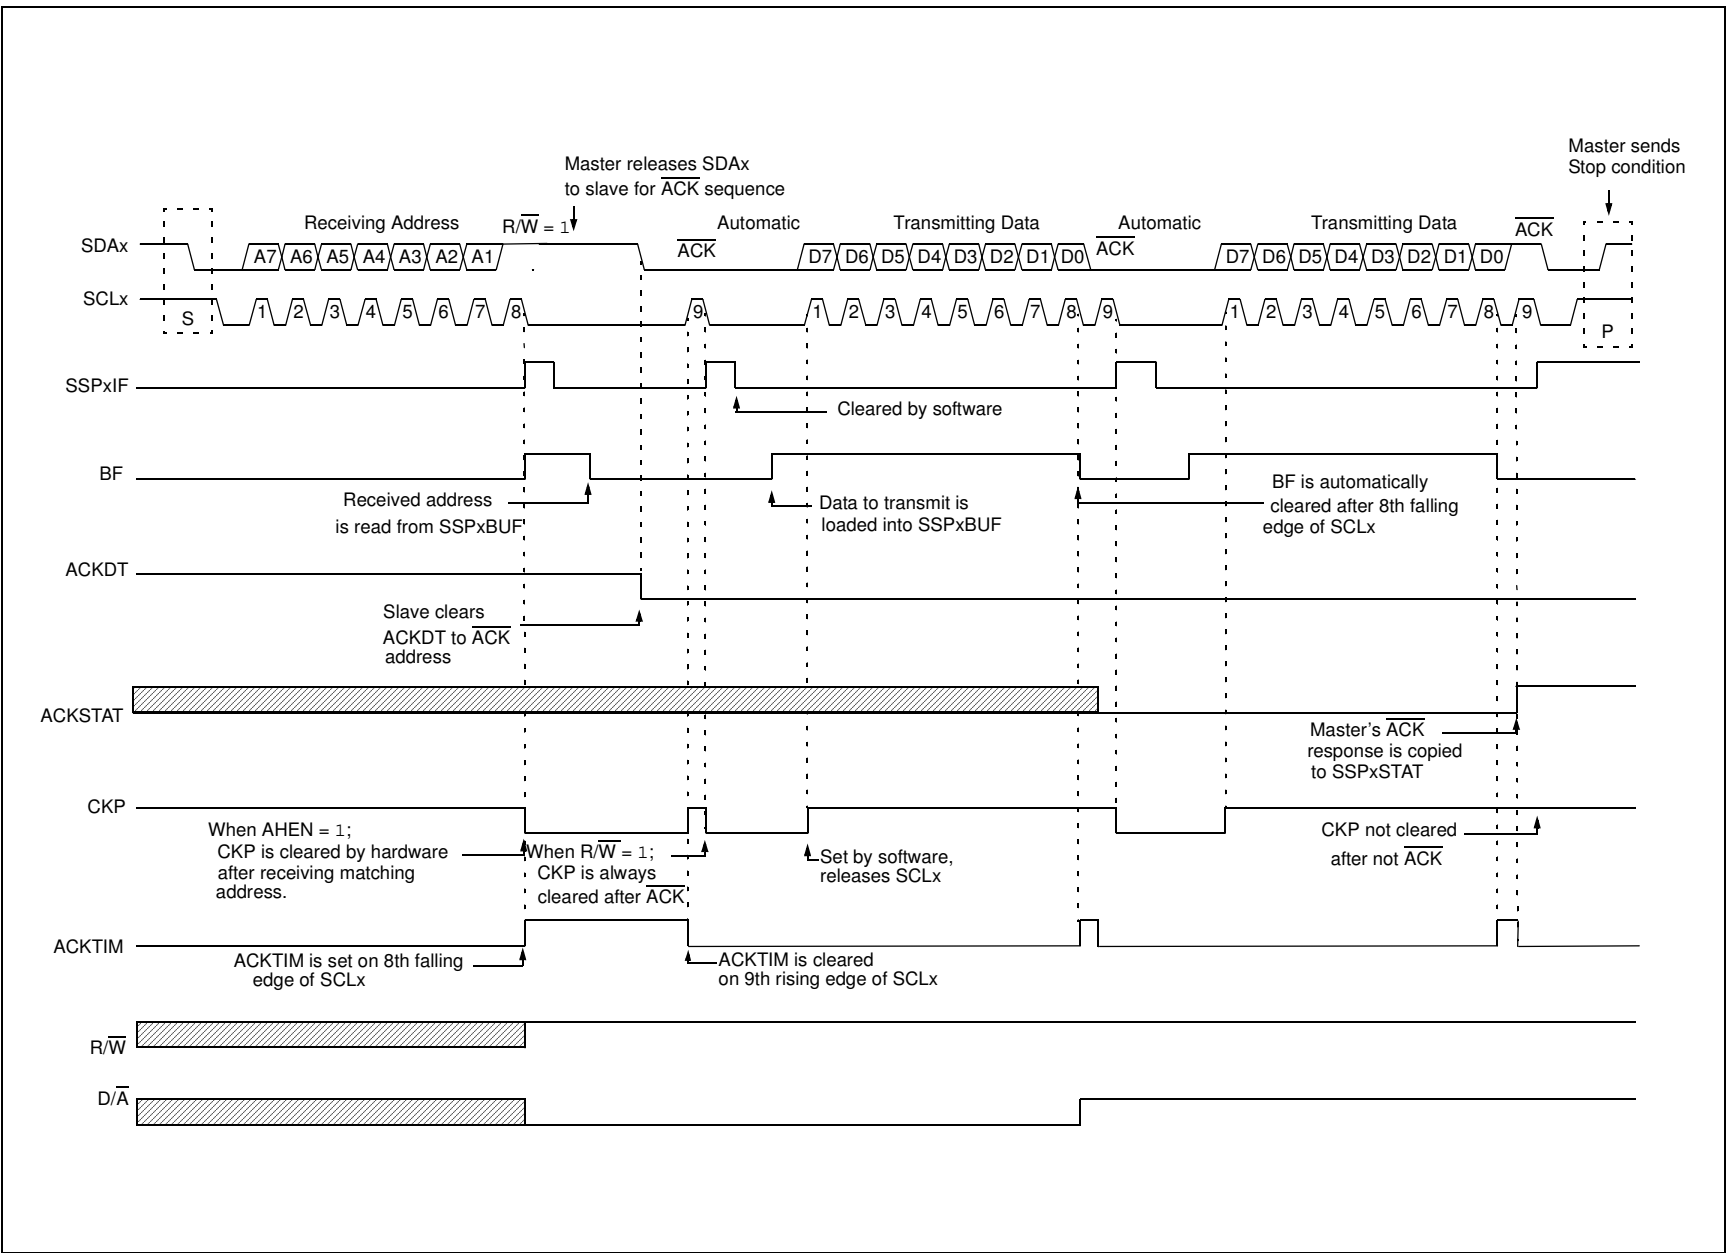 Master sends
Stop condition
Master releases SDAx
to slave for ACK sequence
Receiving Address
R/W = 1
Automatic
Transmitting Data
Automatic
Transmitting Data
ACK
SDAx
A7 A6 A5 A4 A3 A2 A1
ACK
D7 D6 D5 D4 D3 D2 D1 D0
ACK
D7 D6 D5 D4 D3 D2 D1 D0
SCLx
S
1 2 3 4 5 6 7 8 9 1 2 3 4 5 6 7 8 9 1 2 3 4 5 6 7 8 9
P
SSPxIF
Cleared by software
BF
Received address
is read from SSPxBUF
Data to transmit is
loaded into SSPxBUF
BF is automatically
cleared after 8th falling
edge of SCLx
ACKDT
Slave clears
ACKDT to ACK
address
ACKSTAT
Master's ACK
response is copied
to SSPxSTAT
CKP
When AHEN = 1;
CKP is cleared by hardware
after receiving matching
address.
When R/W = 1;
CKP is always
cleared after ACK
Set by software,
releases SCLx
CKP not cleared
after not ACK
ACKTIM
ACKTIM is set on 8th falling
edge of SCLx
ACKTIM is cleared
on 9th rising edge of SCLx
R/W
D/A